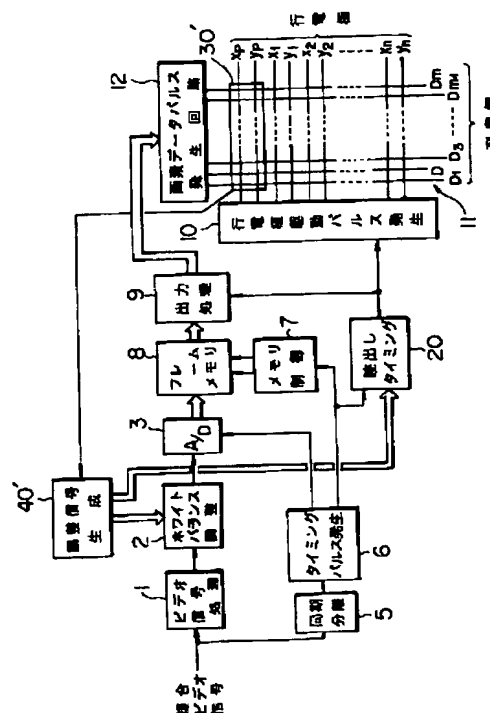 複合
ビデオ
信号
1
ビデオ
信号
処理
2
ホワイト
バランス
調整
3
A/D
40'
調整信号
生成
5
同期
分離
6
タイミング
パルス発生
7
メモリ
制御
8
フレーム
メモリ
9
出力
処理
20
読出し
タイミング
10
行電極駆動パルス発生
12
画素データパルス
発生回路
30'
行電極
xp
yp
x1
y1
x2
y2
xn
yn
11
D1
D
D3
Dm-1
Dm
列電極